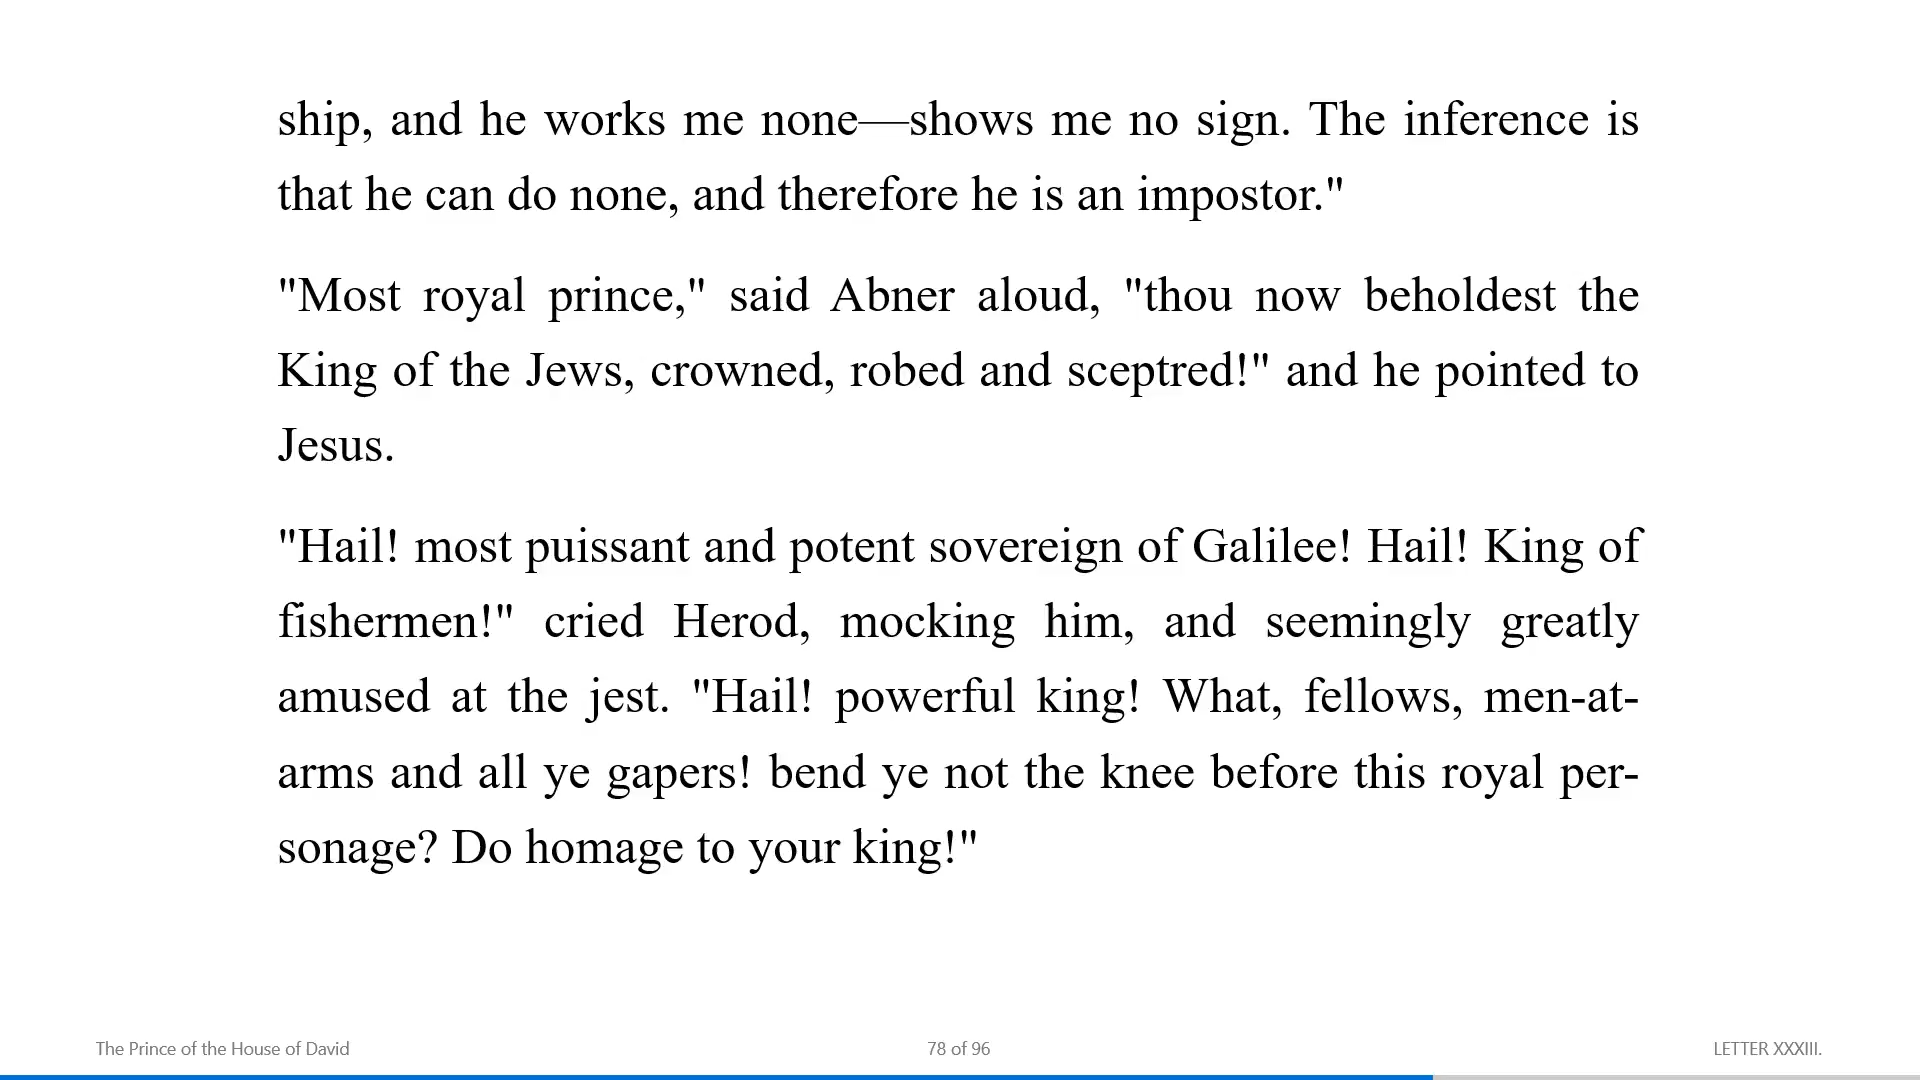 ship, and he works me none—shows me no sign. The inference is
that he can do none, and therefore he is an impostor."
"Most royal prince," said Abner aloud, "thou now beholdest the
King of the Jews, crowned, robed and sceptred!" and he pointed to
Jesus.
"Hail! most puissant and potent sovereign of Galilee! Hail! King of
fishermen!" cried Herod, mocking him, and seemingly greatly
amused at the jest. "Hail! powerful king! What, fellows, men-at-
arms and all ye gapers! bend ye not the knee before this royal per-
sonage? Do homage to your king!"
The Prince of the House of David
78 of 96
LETTER XXXIII.